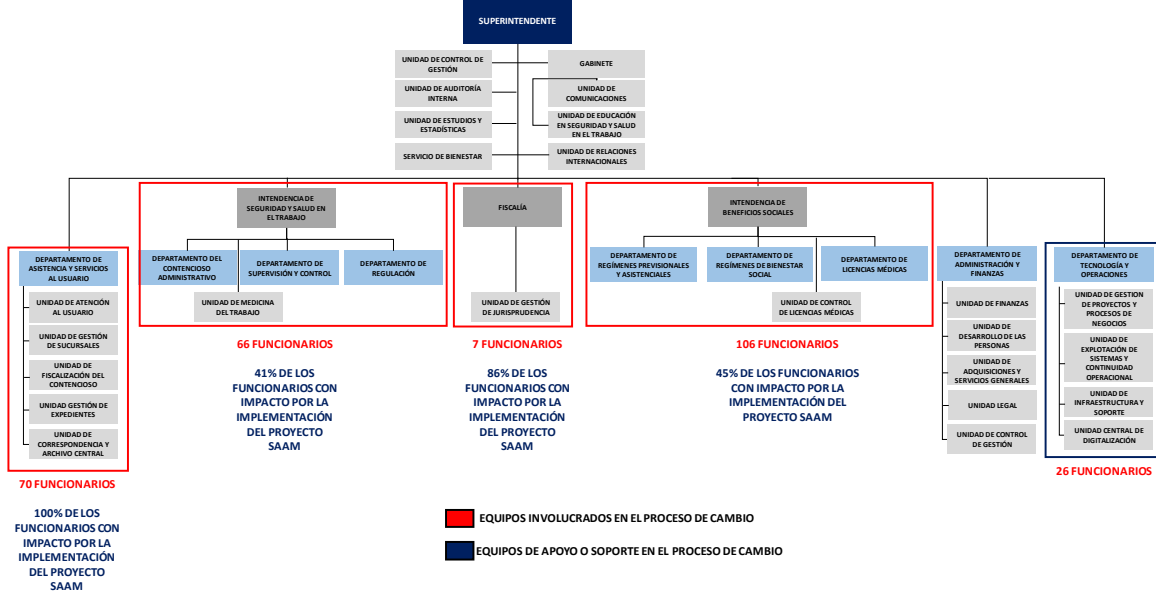 SUPERINTENDENTE
UNIDAD DE CONTROL DE
GESTIÓN
GABINETE
UNIDAD DE AUDITORÍA
INTERNA
UNIDAD DE
COMUNICACIONES
UNIDAD DE ESTUDIOS Y
ESTADÍSTICAS
UNIDAD DE EDUCACIÓN
EN SEGURIDAD Y SALUD
EN EL TRABAJO
SERVICIO DE BIENESTAR
UNIDAD DE RELACIONES
INTERNACIONALES
DEPARTAMENTO DE
ASISTENCIA Y SERVICIOS
AL USUARIO
UNIDAD DE ATENCIÓN
AL USUARIO
UNIDAD DE GESTIÓN
DE SUCURSALES
UNIDAD DE
FISCALIZACIÓN DEL
CONTENCIOSO
UNIDAD GESTIÓN DE
EXPEDIENTES
UNIDAD DE
CORRESPONDENCIA Y
ARCHIVO CENTRAL
70 FUNCIONARIOS
100% DE LOS
FUNCIONARIOS CON
IMPACTO POR LA
IMPLEMENTACIÓN
DEL PROYECTO
SAAM
INTENDENCIA DE
SEGURIDAD Y SALUD EN
EL TRABAJO
DEPARTAMENTO DEL
CONTENCIOSO
ADMINISTRATIVO
DEPARTAMENTO DE
SUPERVISIÓN Y CONTROL
DEPARTAMENTO DE
REGULACIÓN
UNIDAD DE MEDICINA
DEL TRABAJO
66 FUNCIONARIOS
41% DE LOS
FUNCIONARIOS CON
IMPACTO POR LA
IMPLEMENTACIÓN
DEL PROYECTO
SAAM
FISCALÍA
UNIDAD DE GESTIÓN
DE JURISPRUDENCIA
7 FUNCIONARIOS
86% DE LOS
FUNCIONARIOS CON
IMPACTO POR LA
IMPLEMENTACIÓN
DEL PROYECTO
SAAM
INTENDENCIA DE
BENEFICIOS SOCIALES
DEPARTAMENTO DE
REGÍMENES PREVISIONALES
Y ASISTENCIALES
DEPARTAMENTO DE
REGÍMENES DE BIENESTAR
SOCIAL
DEPARTAMENTO DE
LICENCIAS MÉDICAS
UNIDAD DE CONTROL
DE LICENCIAS MÉDICAS
106 FUNCIONARIOS
45% DE LOS FUNCIONARIOS
CON IMPACTO POR LA
IMPLEMENTACIÓN DEL
PROYECTO SAAM
DEPARTAMENTO DE
ADMINISTRACIÓN Y
FINANZAS
UNIDAD DE FINANZAS
UNIDAD DE
DESARROLLO DE LAS
PERSONAS
UNIDAD DE
ADQUISICIONES Y
SERVICIOS GENERALES
UNIDAD LEGAL
UNIDAD DE CONTROL
DE GESTIÓN
DEPARTAMENTO DE
TECNOLOGÍA Y
OPERACIONES
UNIDAD DE GESTION
DE PROYECTOS Y
PROCESOS DE
NEGOCIOS
UNIDAD DE
EXPLOTACIÓN DE
SISTEMAS Y
CONTINUIDAD
OPERACIONAL
UNIDAD DE
INFRAESTRUCTURA Y
SOPORTE
UNIDAD CENTRAL DE
DIGITALIZACIÓN
26 FUNCIONARIOS
EQUIPOS INVOLUCRADOS EN EL PROCESO DE CAMBIO
EQUIPOS DE APOYO O SOPORTE EN EL PROCESO DE CAMBIO